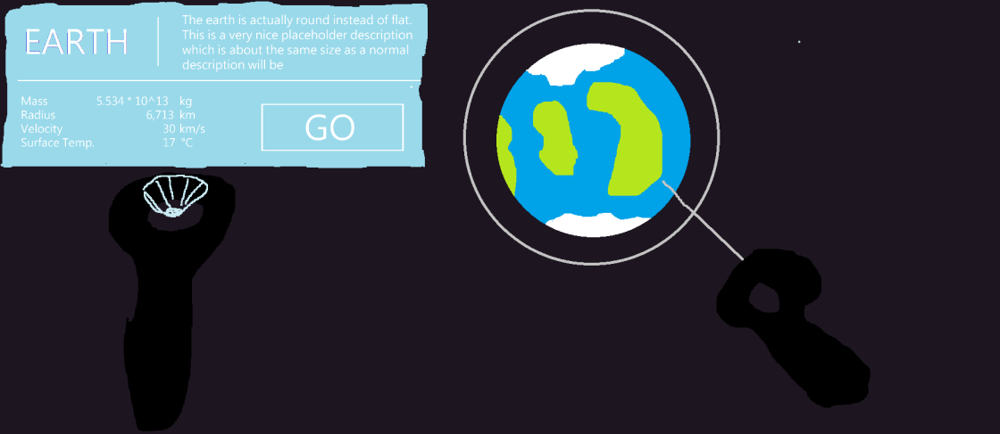 EARTH
The earth is actually round instead of flat.
This is a very nice placeholder description
which is about the same size as a normal
description will be
Mass 5.534 * 10^13 kg
Radius 6,713 km
Velocity 30 km/s
Surface Temp. 17 °C
GO